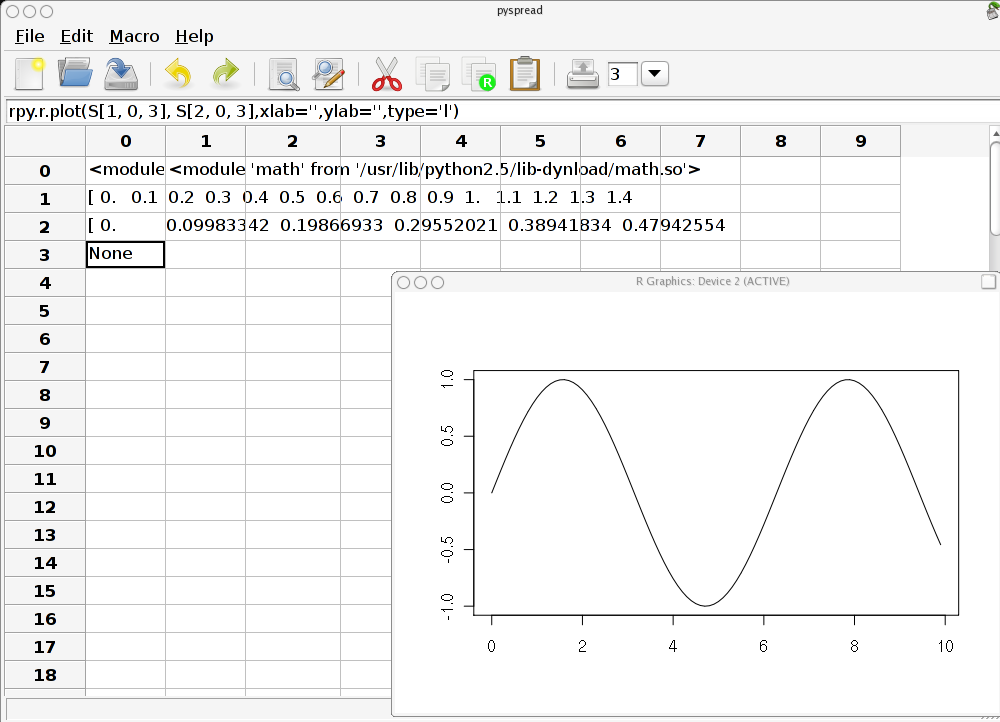 pyspread
File Edit Macro Help
R 3
rpy.r.plot(S[1, 0, 3], S[2, 0, 3],xlab='',ylab='',type='l')
0 1 2 3 4 5 6 7 8 9
0 <module <module 'math' from '/usr/lib/python2.5/lib-dynload/math.so'>
1 [ 0. 0.1 0.2 0.3 0.4 0.5 0.6 0.7 0.8 0.9 1. 1.1 1.2 1.3 1.4
2 [ 0. 0.09983342 0.19866933 0.29552021 0.38941834 0.47942554
3 None
4
5
6
7
8
9
10
11
12
13
14
15
16
17
18
R Graphics: Device 2 (ACTIVE)
1.0
0.5
0.0
-0.5
-1.0
0 2 4 6 8 10